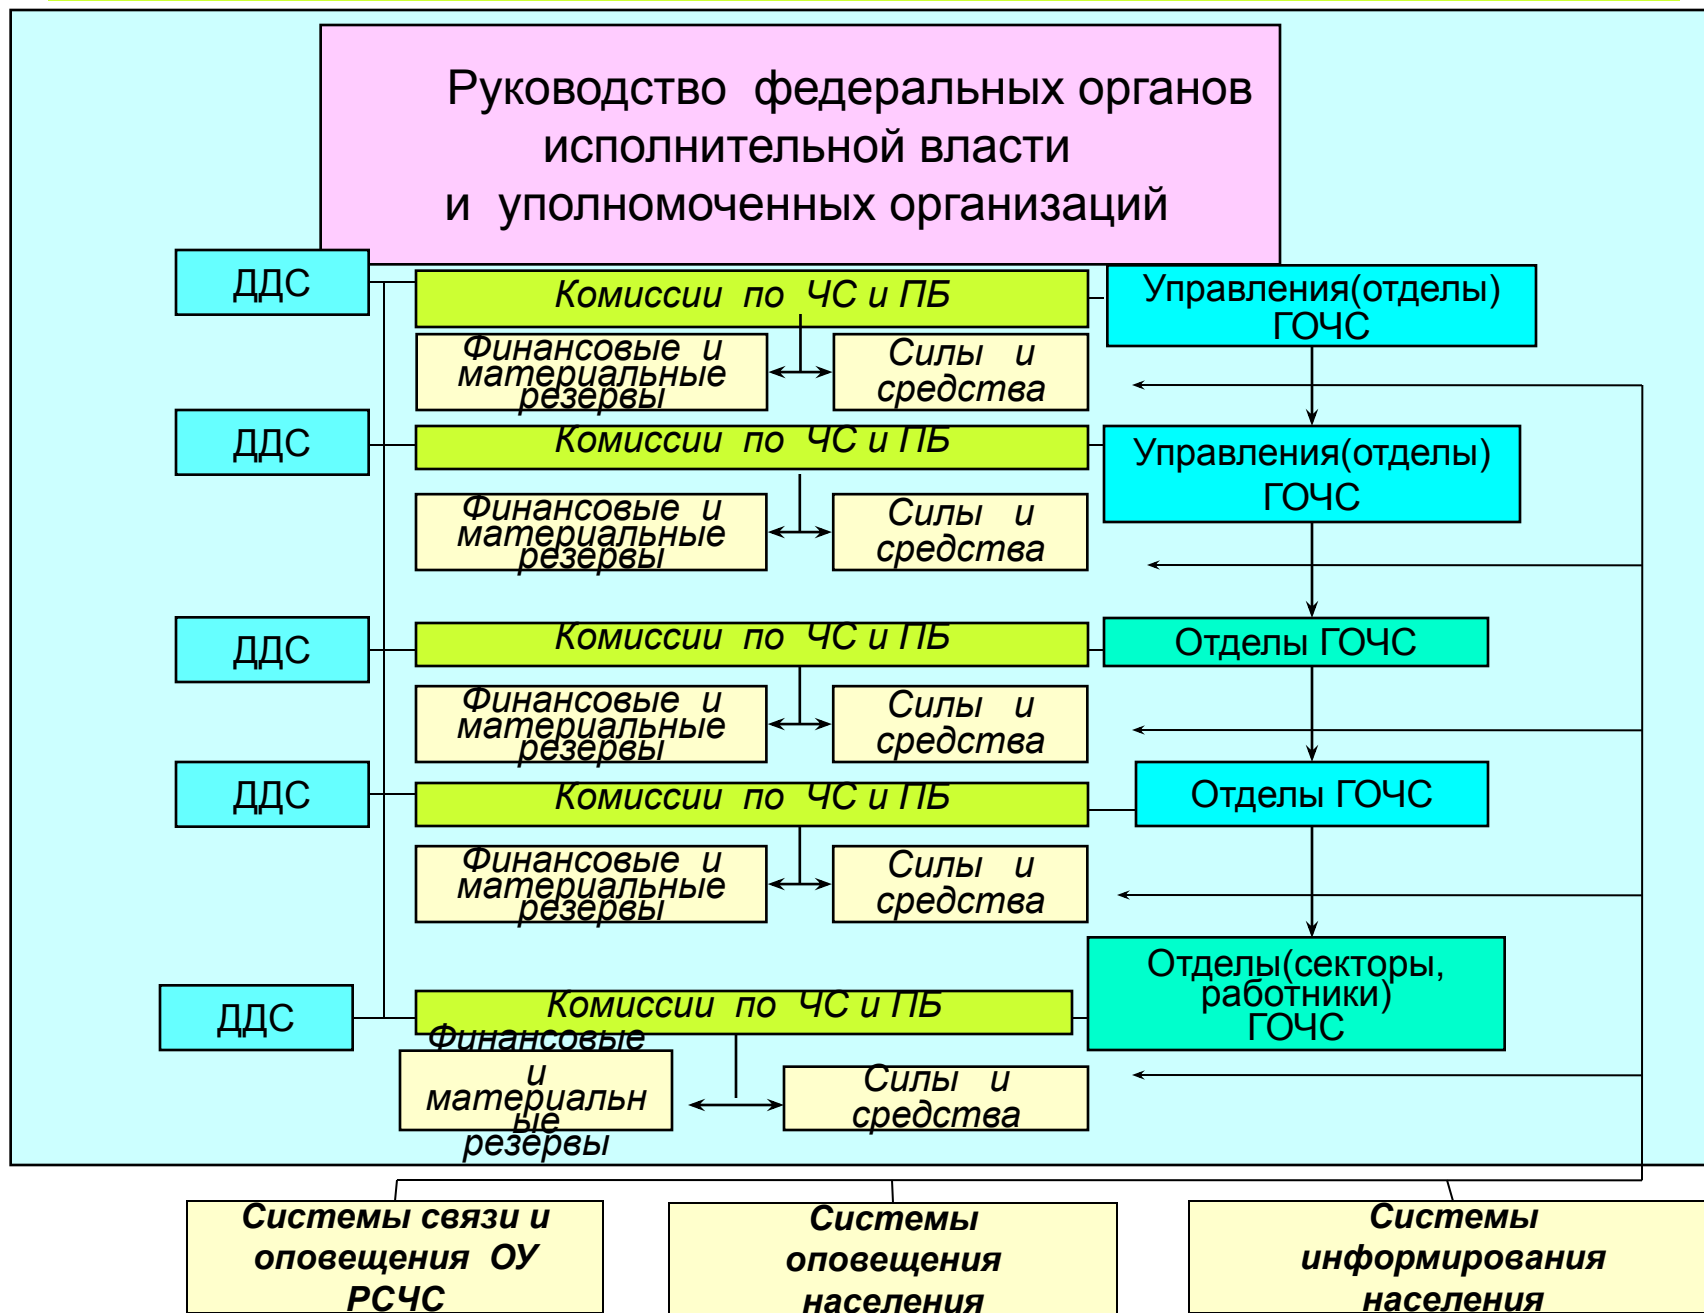 Руководство федеральных органов
исполнительной власти
и уполномоченных организаций
ДДС
Комиссии по ЧС и ПБ
Управления(отделы)
ГОЧС
Финансовые и
материальные
резервы
Силы и
средства
ДДС
Комиссии по ЧС и ПБ
Управления(отделы)
ГОЧС
Финансовые и
материальные
резервы
Силы и
средства
ДДС
Комиссии по ЧС и ПБ
Отделы ГОЧС
Финансовые и
материальные
резервы
Силы и
средства
ДДС
Комиссии по ЧС и ПБ
Отделы ГОЧС
Финансовые и
материальные
резервы
Силы и
средства
ДДС
Комиссии по ЧС и ПБ
Отделы(секторы,
работники)
ГОЧС
Финансовые
и
материальн
ые
резервы
Силы и
средства
Системы связи и
оповещения ОУ
РСЧС
Системы
оповещения
населения
Системы
информирования
населения